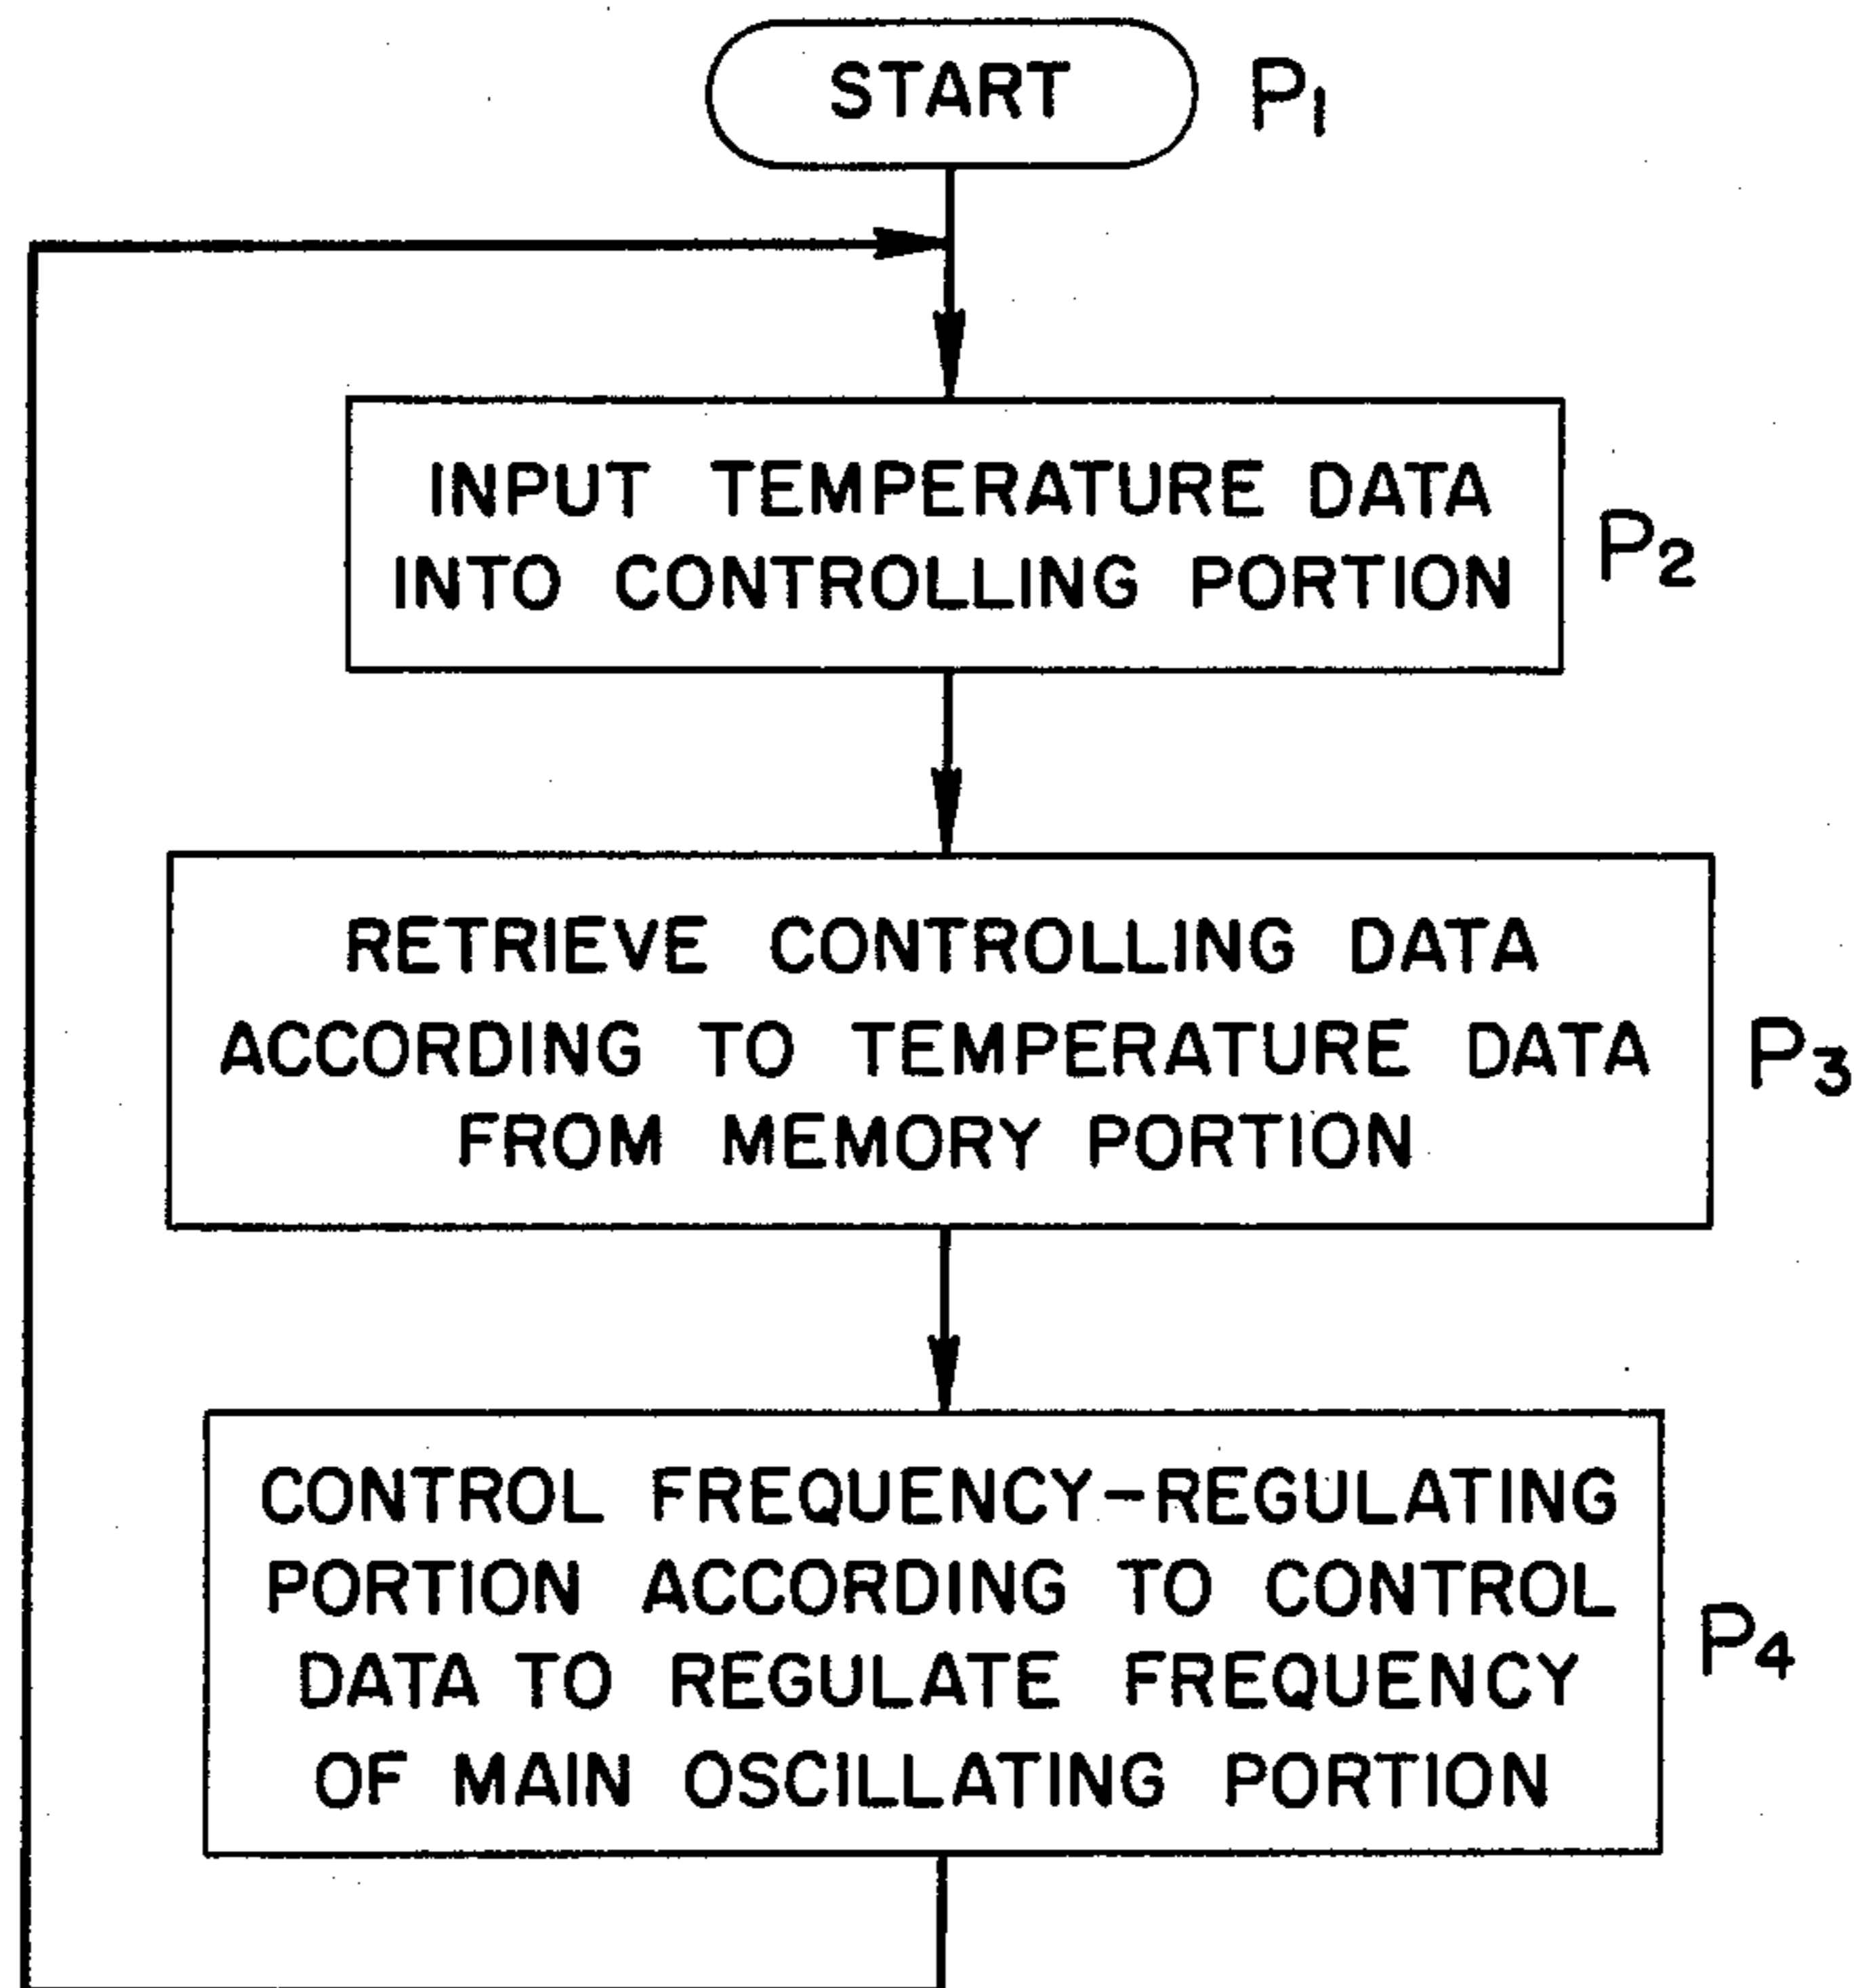 START P1
INPUT TEMPERATURE DATA
INTO CONTROLLING PORTION
P2
RETRIEVE CONTROLLING DATA
ACCORDING TO TEMPERATURE DATA
FROM MEMORY PORTION
P3
CONTROL FREQUENCY-REGULATING
PORTION ACCORDING TO CONTROL
DATA TO REGULATE FREQUENCY
OF MAIN OSCILLATING PORTION
P4